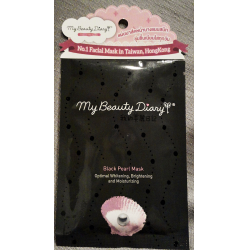 My Beauty Diary
No.1 Facial Mask in Taiwan, HongKong
My Beauty Diary
Black Pearl Mask
Optimal Whitening, Brightening
and Moisturizing